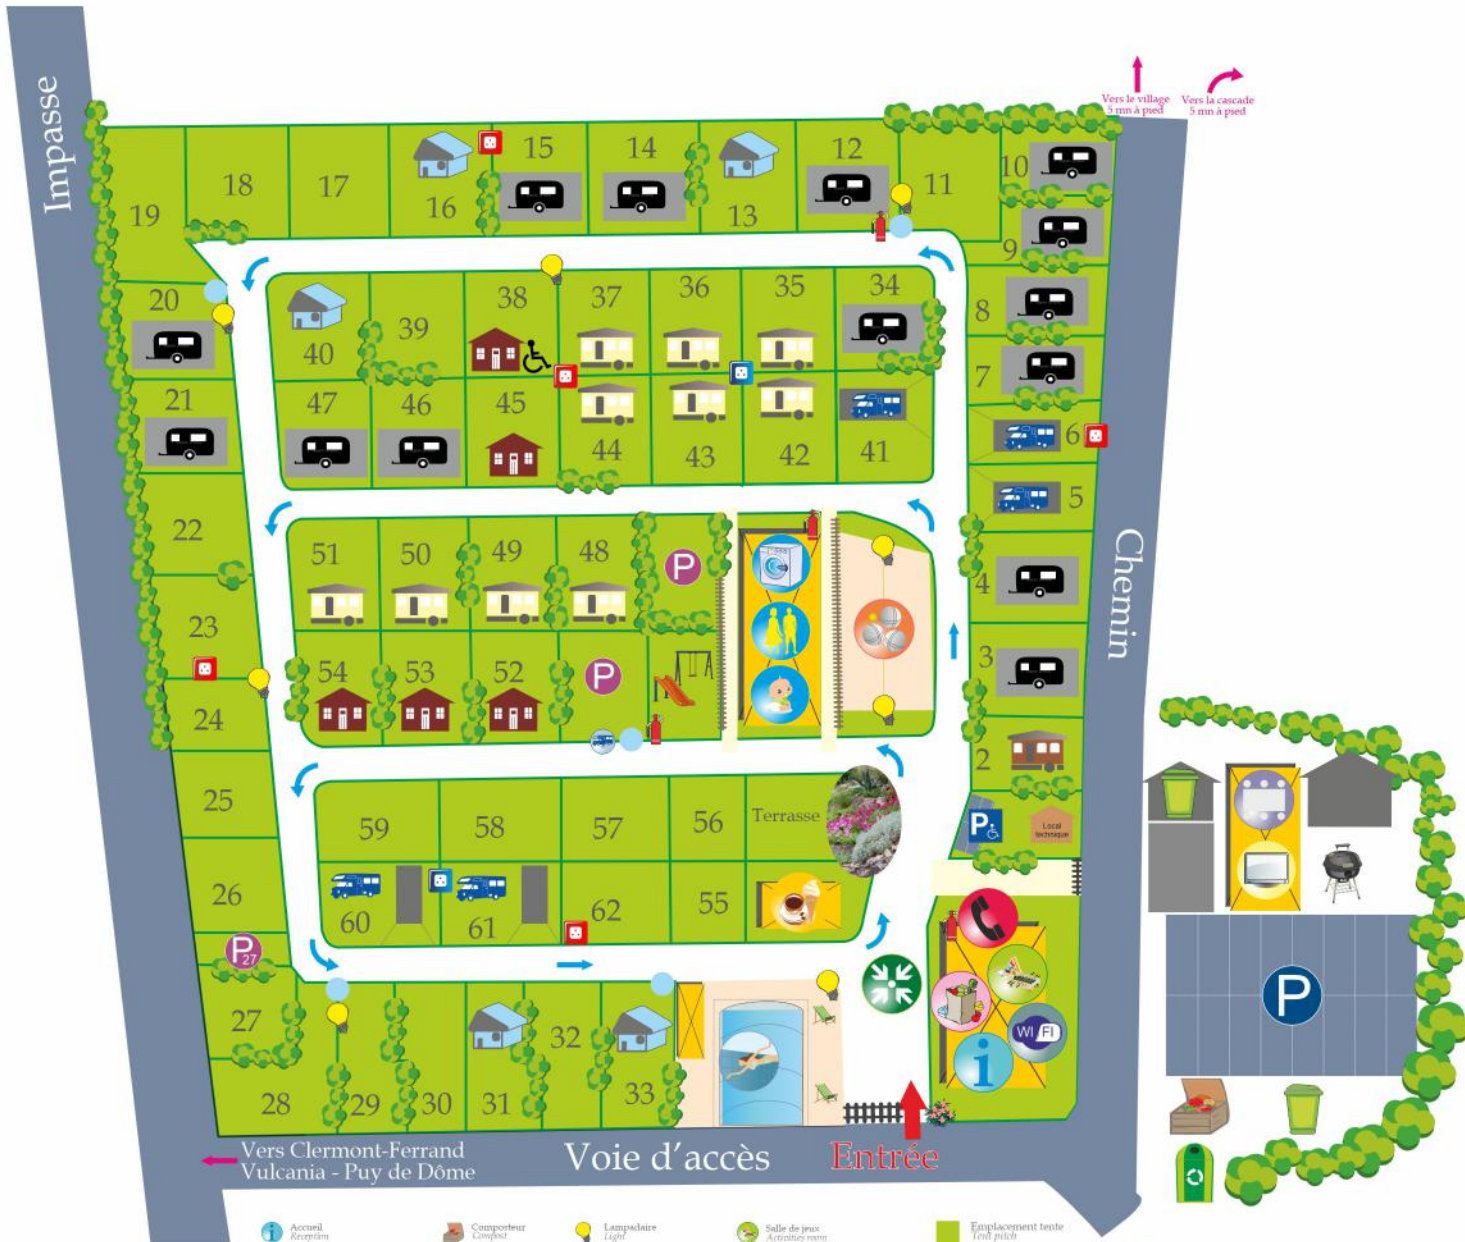 Impasse
Vers le village
5 mn à pied
Vers la cascade
5 mn à pied
19
18
17
16
15
14
13
12
11
10
9
8
7
6
5
4
3
2
20
21
22
23
24
25
26
P27
27
28
29
30
31
32
33
40
39
38
37
36
35
34
47
46
45
44
43
42
41
51
50
49
48
P
54
53
52
P
59
58
57
56
Terrasse
60
61
62
55
P
Local
technique
Chemin
WI FI
i
P
Vers Clermont-Ferrand
Vulcania - Puy de Dôme
Voie d'accès
Entrée
i
Accueil
Reception
Composteur
Compost
Lampadaire
Light
Salle de jeux
Activities room
Emplacement tente
Tent pitch